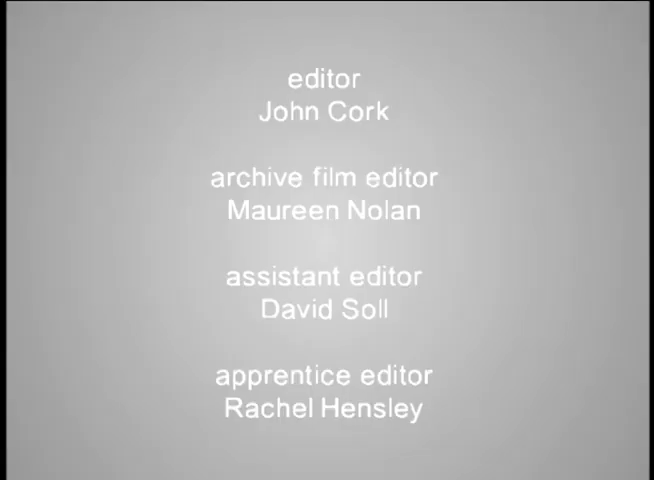 editor
John Cork
archive film editor
Maureen Nolan
assistant editor
David Soll
apprentice editor
Rachel Hensley